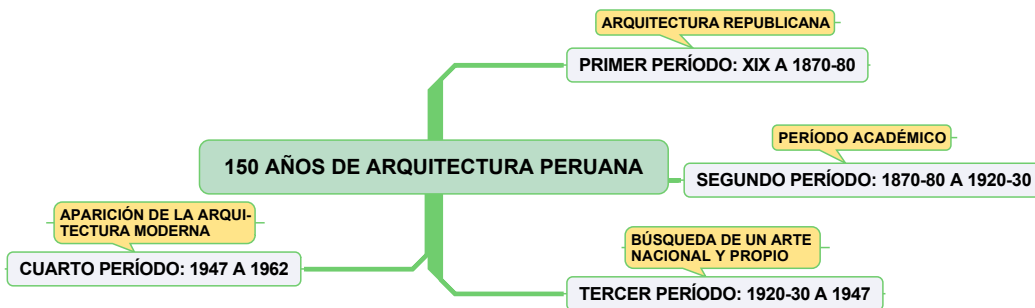 ARQUITECTURA REPUBLICANA
PRIMER PERÍODO: XIX A 1870-80
150 AÑOS DE ARQUITECTURA PERUANA
PERÍODO ACADÉMICO
SEGUNDO PERÍODO: 1870-80 A 1920-30
APARICIÓN DE LA ARQUI-
TECTURA MODERNA
CUARTO PERÍODO: 1947 A 1962
BÚSQUEDA DE UN ARTE
NACIONAL Y PROPIO
TERCER PERÍODO: 1920-30 A 1947